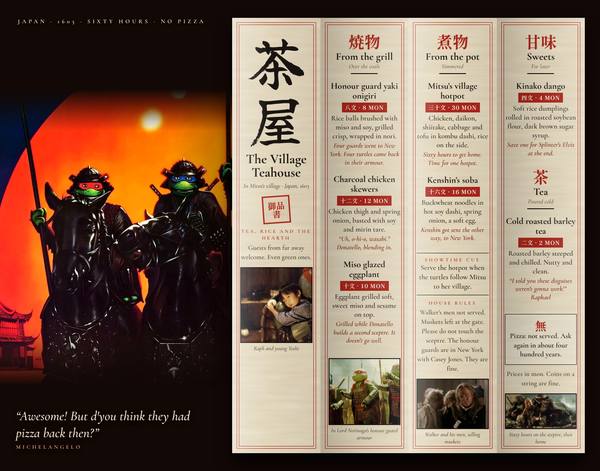 JAPAN · 1603 · SIXTY HOURS · NO PIZZA
“Awesome! But d'you think they had
pizza back then?”
MICHELANGELO
茶
屋
The Village
Teahouse
In Mitsu's village · Japan, 1603
御品
書
TEA, RICE AND THE
HEARTH
Guests from far away
welcome. Even green ones.
Raph and young Yoshi
焼物
From the grill
Over the coals
Honour guard yaki
onigiri
八文 · 8 MON
Rice balls brushed with
miso and soy, grilled
crisp, wrapped in nori.
Four guards went to New
York. Four turtles came back
in their armour.
Charcoal chicken
skewers
十二文 · 12 MON
Chicken thigh and spring
onion, basted with soy
and mirin tare.
“Uh, o-hi-o, wasabi.”
Donatello, blending in.
Miso glazed
eggplant
十文 · 10 MON
Eggplant grilled soft,
sweet miso and sesame
on top.
Grilled while Donatello
builds a second sceptre. It
doesn't go well.
In Lord Norinaga's honour guard
armour
煮物
From the pot
Simmered
Mitsu's village
hotpot
三十文 · 30 MON
Chicken, daikon,
shiitake, cabbage and
tofu in kombu dashi, rice
on the side.
Sixty hours to get home.
Time for one hotpot.
Kenshin's soba
十六文 · 16 MON
Buckwheat noodles in
hot soy dashi, spring
onion, a soft egg.
Kenshin got sent the other
way, to New York.
SHOWTIME CUE
Serve the hotpot when
the turtles follow Mitsu
to her village.
HOUSE RULES
Walker's men not served.
Muskets left at the gate.
Please do not touch the
sceptre. The honour
guards are in New York
with Casey Jones. They are
fine.
Walker and his men, selling
muskets
甘味
Sweets
For later
Kinako dango
四文 · 4 MON
Soft rice dumplings
rolled in roasted soybean
flour, dark brown sugar
syrup.
Save one for Splinter's Elvis
at the end.
茶
Tea
Poured cold
Cold roasted barley
tea
二文 · 2 MON
Roasted barley steeped
and chilled. Nutty and
clean.
“I told you these disguises
weren't gonna work!”
Raphael
無
Pizza: not served. Ask
again in about four
hundred years.
Prices in mon. Coins on a
string are fine.
Sixty hours on the sceptre, then
home